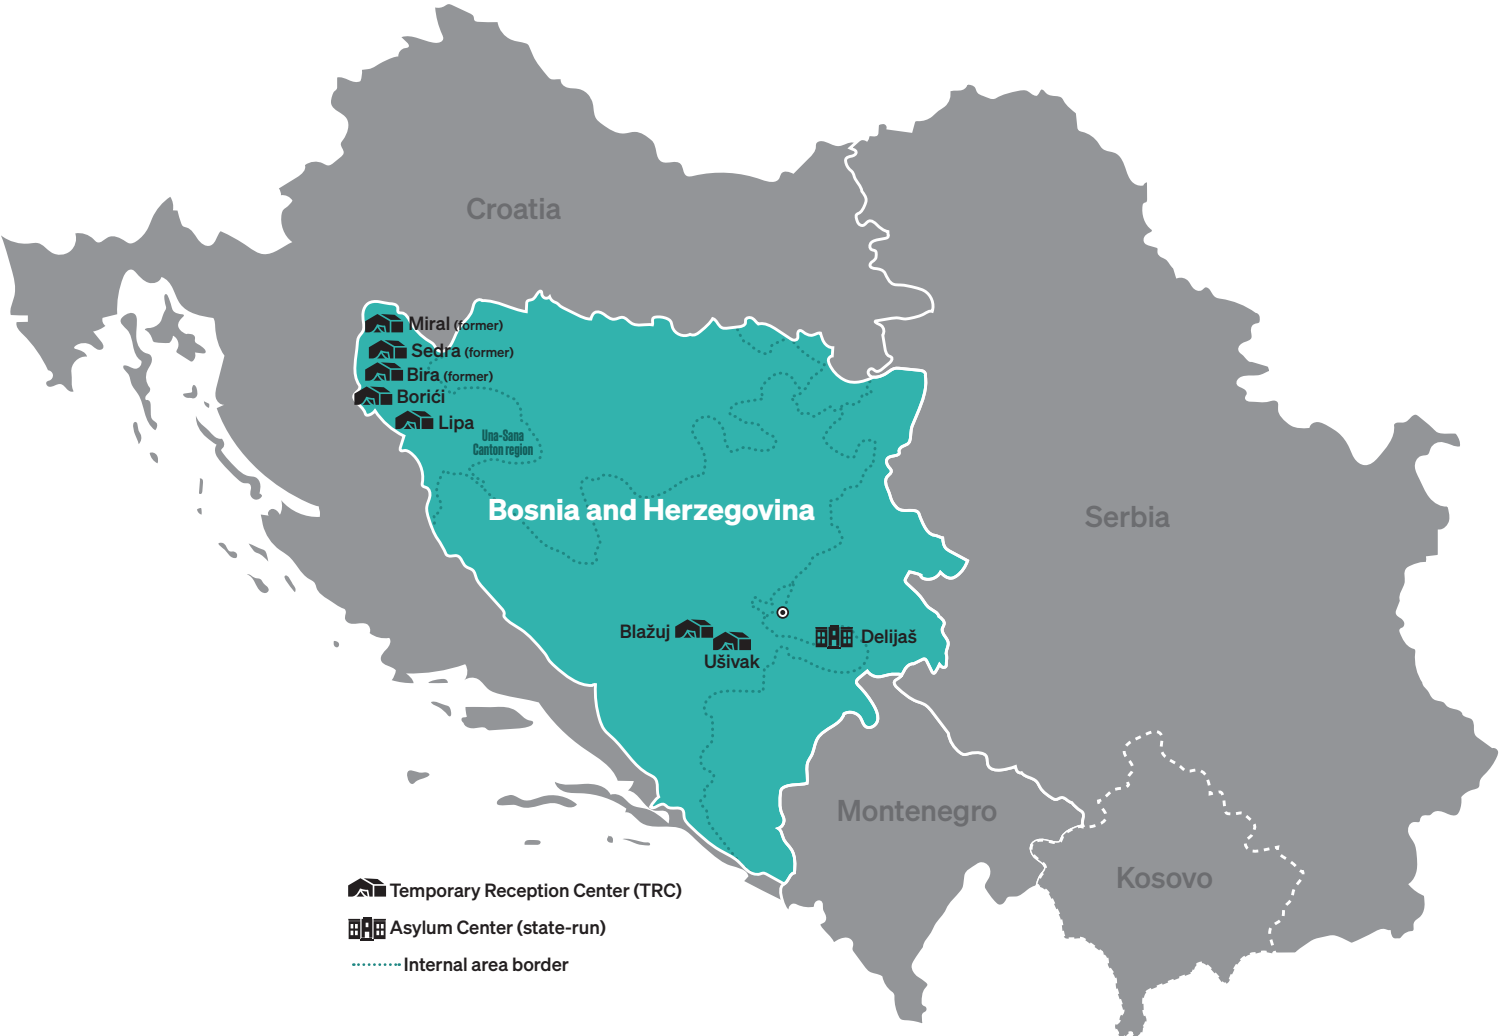 Croatia
Miral (former)
Sedra (former)
Bira (former)
Borići
Lipa
Una-Sana
Canton region
Bosnia and Herzegovina
Serbia
Blažuj
Ušivak
Delijaš
Montenegro
Kosovo
Temporary Reception Center (TRC)
Asylum Center (state-run)
Internal area border